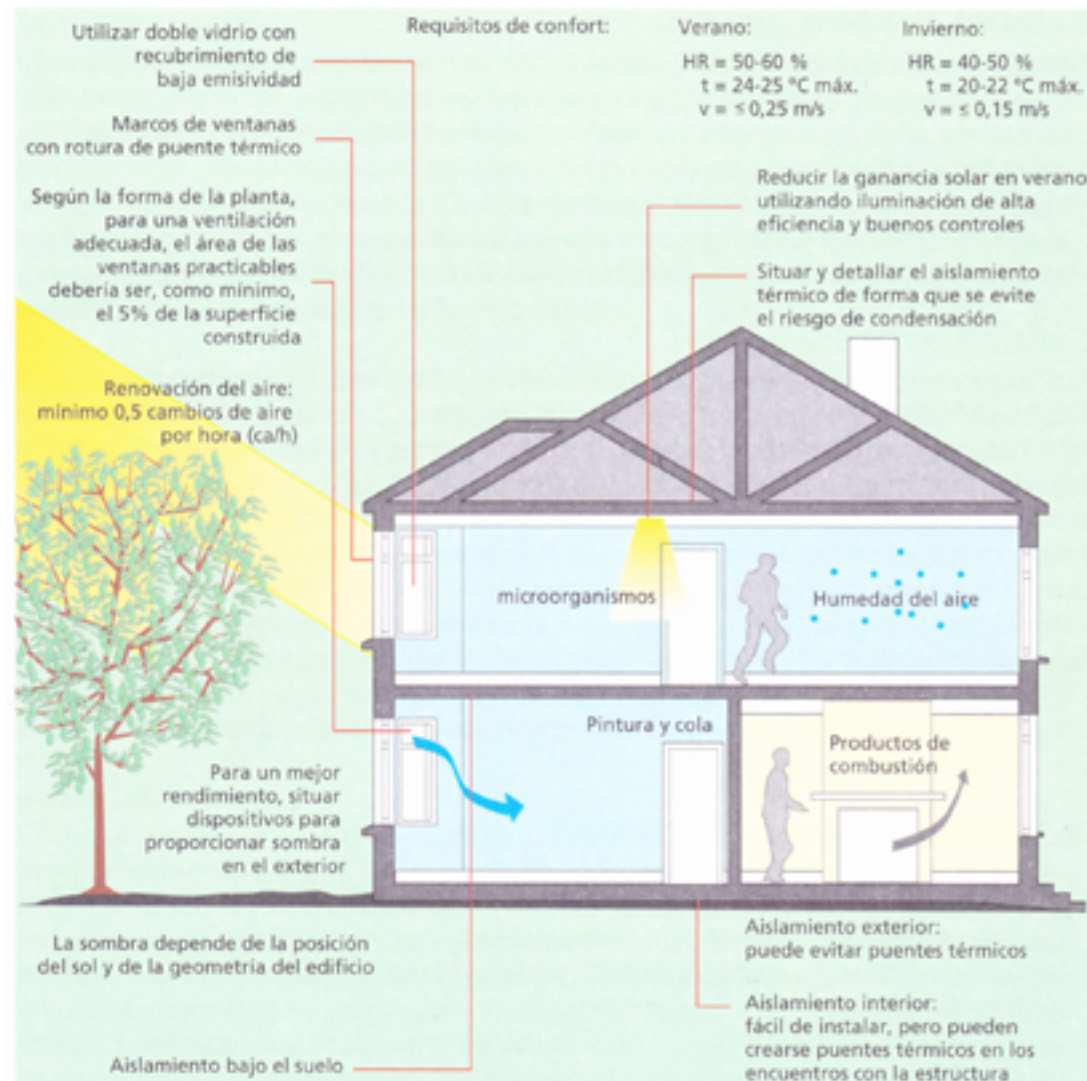 Utilizar doble vidrio con
recubrimiento de
baja emisividad
Marcos de ventanas
con rotura de puente térmico
Según la forma de la planta,
para una ventilación
adecuada, el área de las
ventanas practicables
debería ser, como mínimo,
el 5% de la superficie
construida
Renovación del aire:
mínimo 0,5 cambios de aire
por hora (ca/h)
Requisitos de confort:
Verano:
HR = 50-60 %
t = 24-25 °C máx.
v = ≤ 0,25 m/s
Invierno:
HR = 40-50 %
t = 20-22 °C máx.
v = ≤ 0,15 m/s
Reducir la ganancia solar en verano
utilizando iluminación de alta
eficiencia y buenos controles
Situar y detallar el aislamiento
térmico de forma que se evite
el riesgo de condensación
microorganismos
Humedad del aire
Pintura y cola
Productos de
combustión
Para un mejor
rendimiento, situar
dispositivos para
proporcionar sombra
en el exterior
La sombra depende de la posición
del sol y de la geometría del edificio
Aislamiento bajo el suelo
Aislamiento exterior:
puede evitar puentes térmicos
Aislamiento interior:
fácil de instalar, pero pueden
crearse puentes térmicos en los
encuentros con la estructura